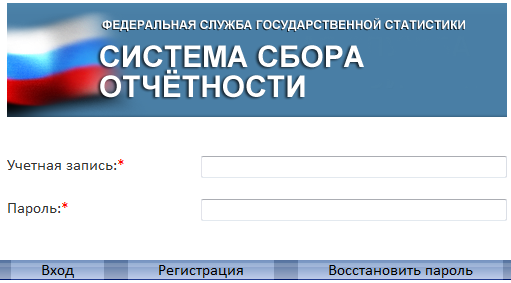 ФЕДЕРАЛЬНАЯ СЛУЖБА ГОСУДАРСТВЕННОЙ СТАТИСТИКИ
СИСТЕМА СБОРА
ОТЧЁТНОСТИ
Учетная запись:*
Пароль:*
Вход Регистрация Восстановить пароль